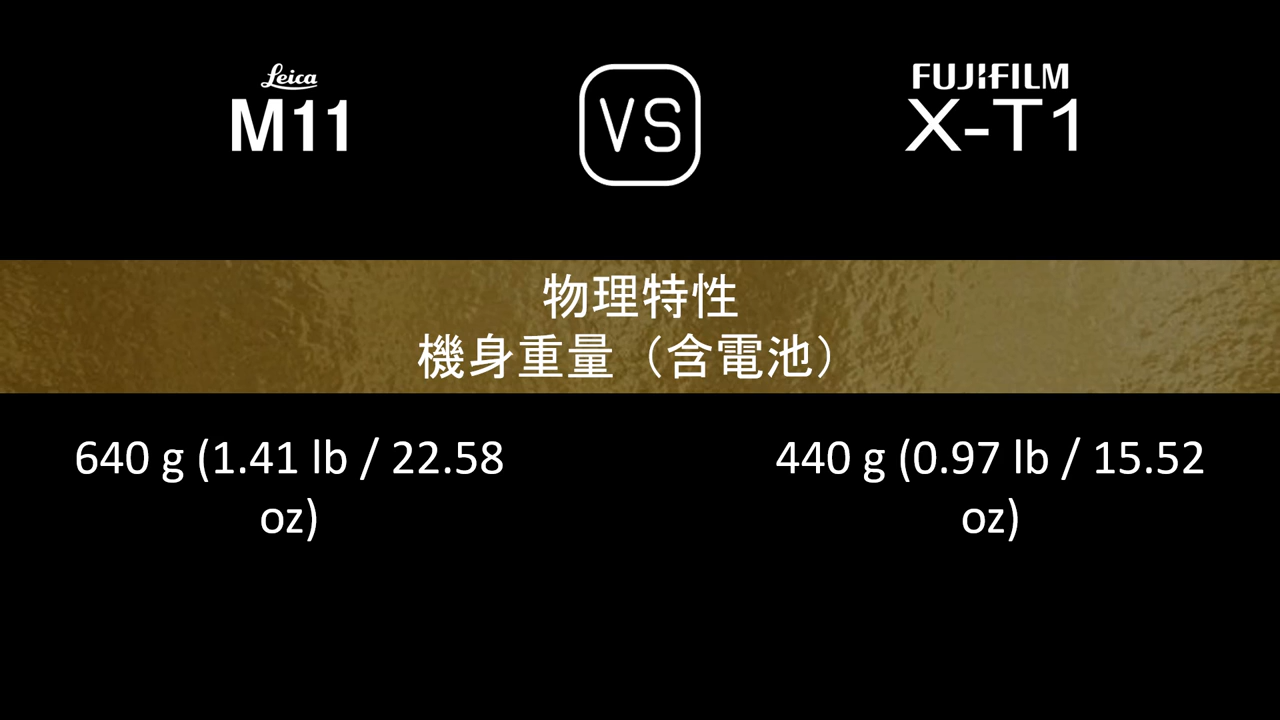 Leica
M11
VS
FUJIFILM
X-T1
物理特性
機身重量（含電池）
640 g (1.41 lb / 22.58
oz)
440 g (0.97 lb / 15.52
oz)